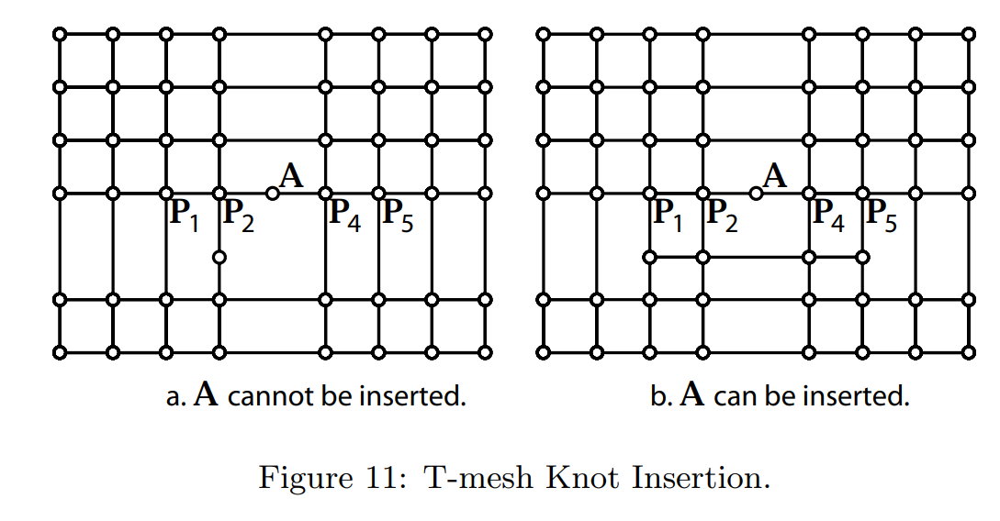 A A
P1 P2 P4 P5 P1 P2 P4 P5
a. A cannot be inserted. b. A can be inserted.
Figure 11: T-mesh Knot Insertion.